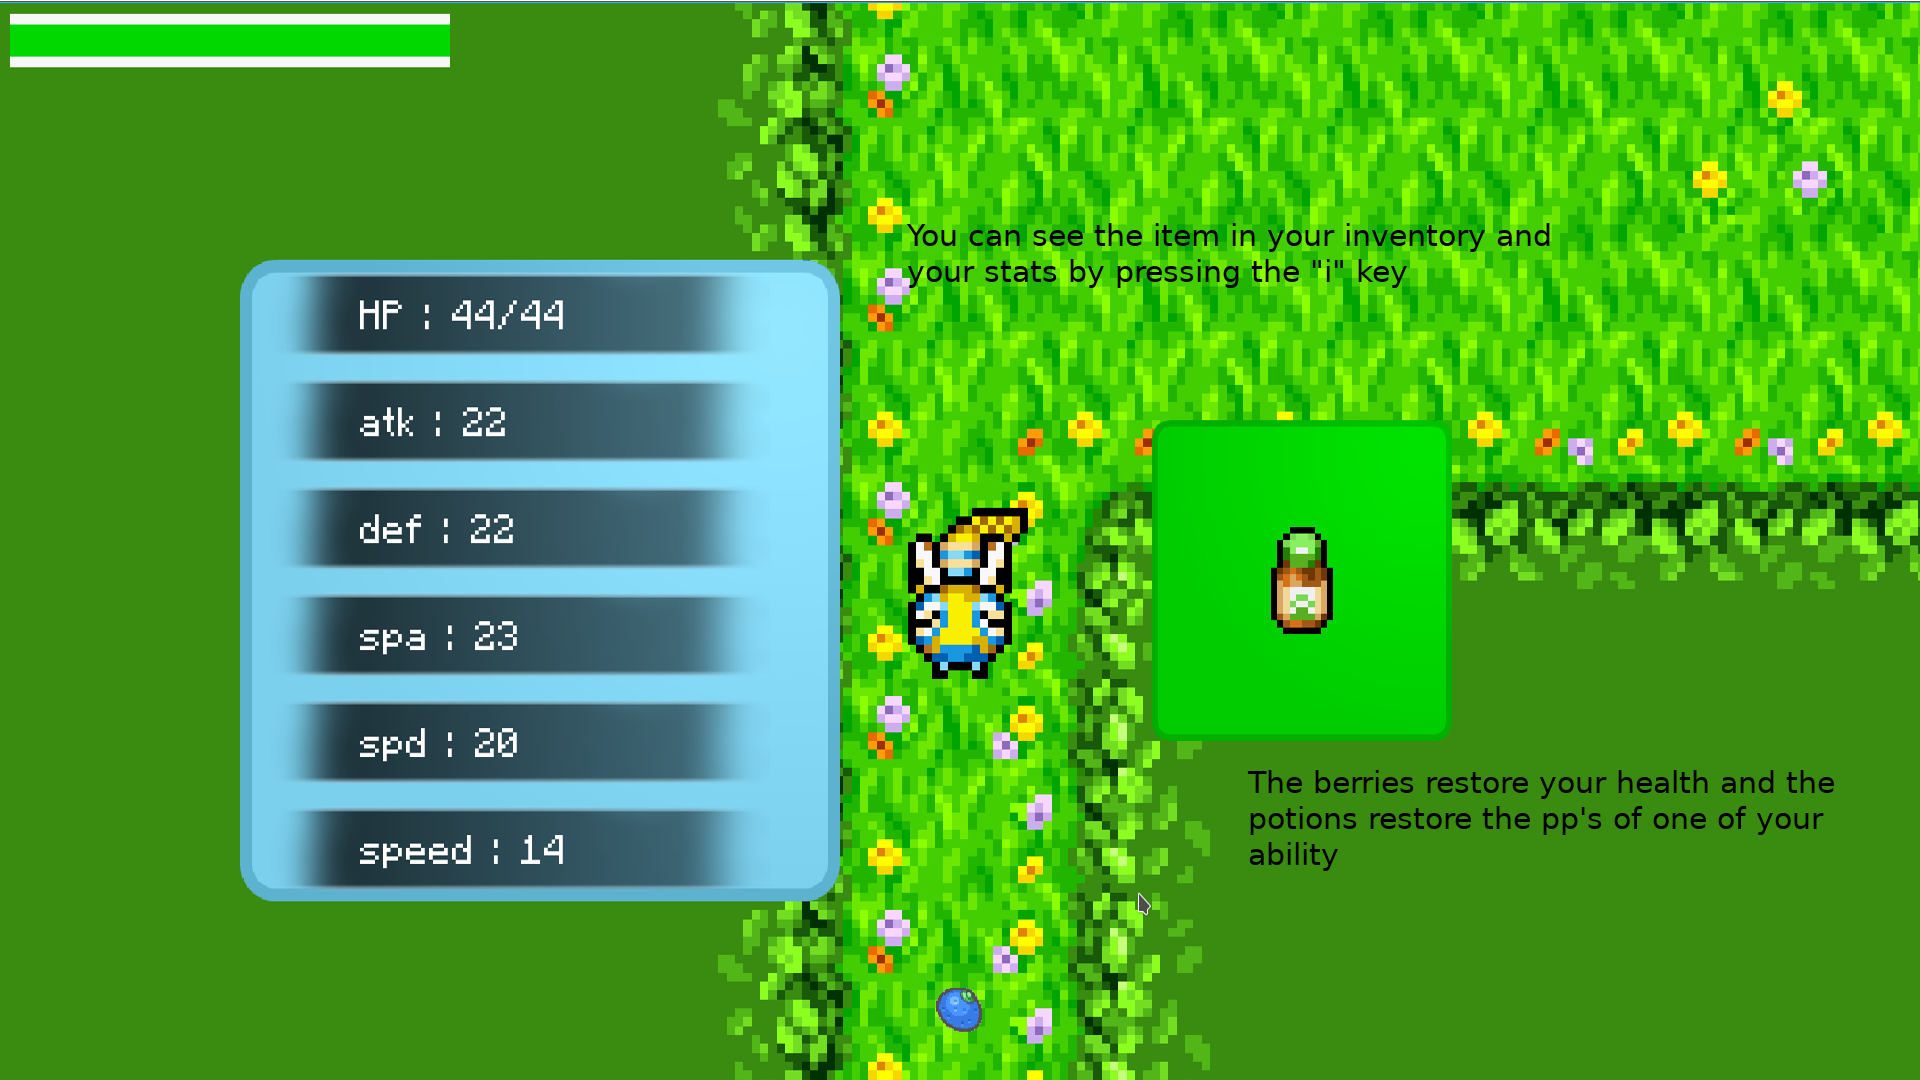 You can see the item in your inventory and
your stats by pressing the "i" key
HP : 44/44
atk : 22
def : 22
spa : 23
spd : 20
speed : 14
The berries restore your health and the
potions restore the pp's of one of your
ability